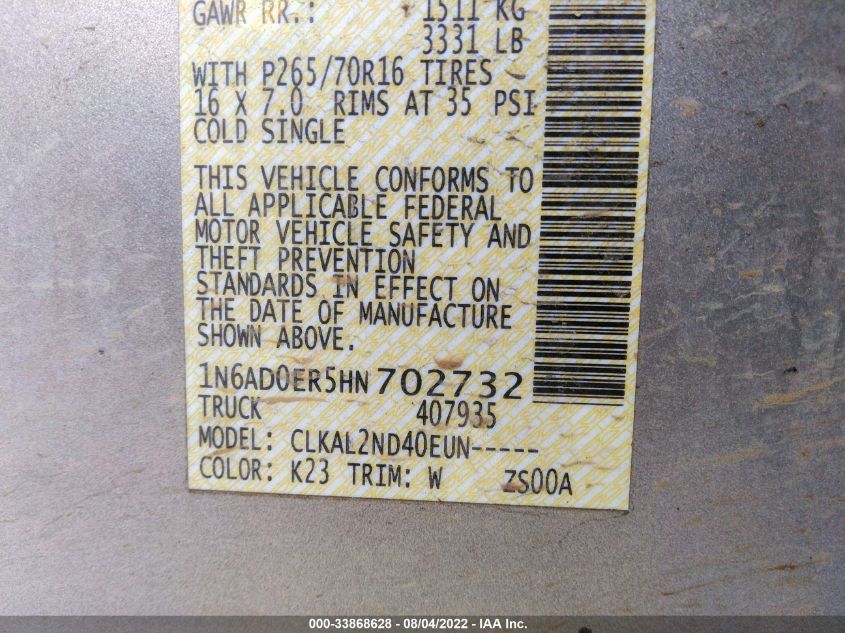 GAWR RR.: 1511 KG
3331 LB
WITH P265/70R16 TIRES
16 X 7.0 RIMS AT 35 PSI
COLD SINGLE
THIS VEHICLE CONFORMS TO
ALL APPLICABLE FEDERAL
MOTOR VEHICLE SAFETY AND
THEFT PREVENTION
STANDARDS IN EFFECT ON
THE DATE OF MANUFACTURE
SHOWN ABOVE.
1N6AD0ER5HN702732
TRUCK 407935
MODEL: CLKAL2ND40EUN-----
COLOR: K23 TRIM: W ZS00A
000-33868628 - 08/04/2022 - IAA Inc.